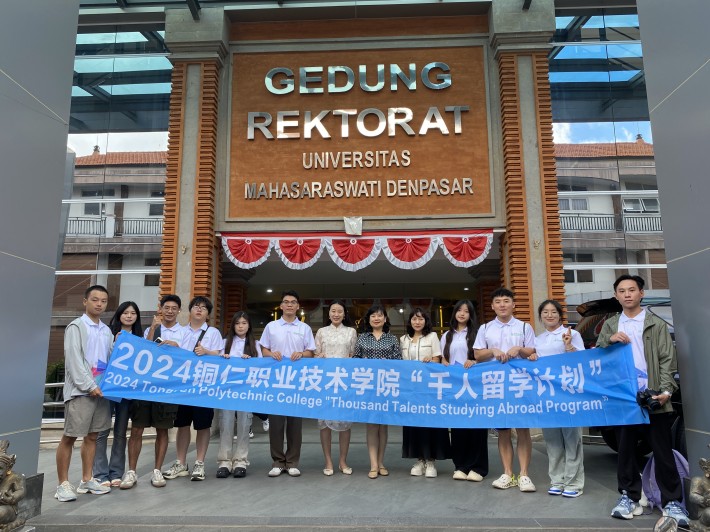 GEDUNG
REKTORAT
UNIVERSITAS
MAHASARASWATI DENPASAR
2024铜仁职业技术学院“千人留学计划”
2024 Tongren Polytechnic College "Thousand Talents Studying Abroad Program"